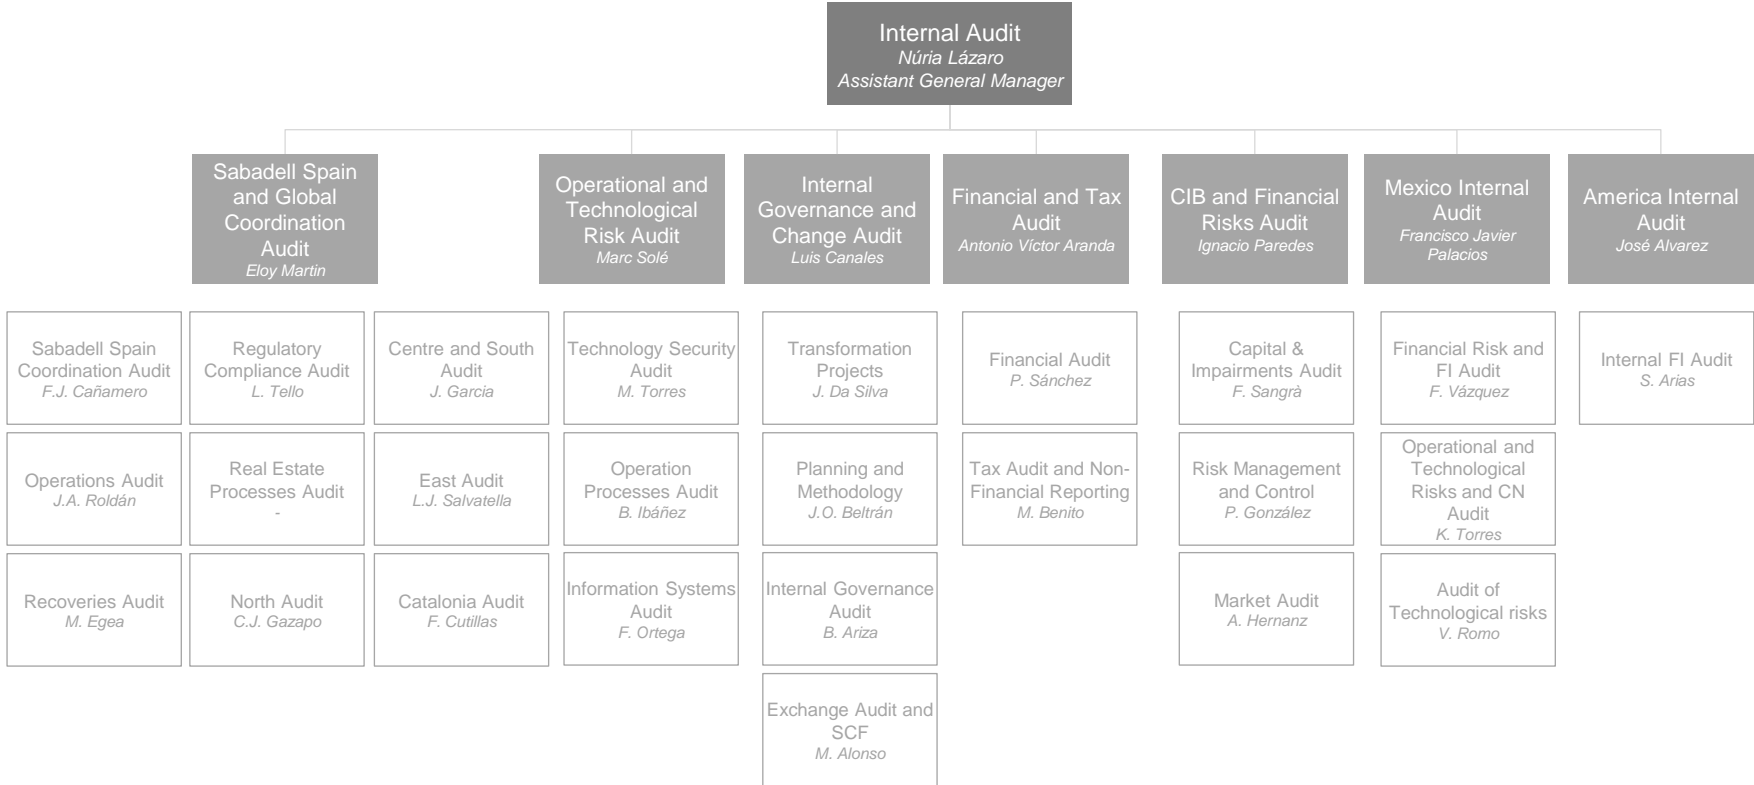 Internal Audit
Núria Lázaro
Assistant General Manager
Sabadell Spain
and Global
Coordination
Audit
Eloy Martin
Operational and
Technological
Risk Audit
Marc Solé
Internal
Governance and
Change Audit
Luis Canales
Financial and Tax
Audit
Antonio Víctor Aranda
CIB and Financial
Risks Audit
Ignacio Paredes
Mexico Internal
Audit
Francisco Javier
Palacios
America Internal
Audit
José Alvarez
Sabadell Spain
Coordination Audit
F.J. Cañamero
Regulatory
Compliance Audit
L. Tello
Centre and South
Audit
J. Garcia
Technology Security
Audit
M. Torres
Transformation
Projects
J. Da Silva
Financial Audit
P. Sánchez
Capital &
Impairments Audit
F. Sangrà
Financial Risk and
FI Audit
F. Vázquez
Internal FI Audit
S. Arias
Operations Audit
J.A. Roldán
Real Estate
Processes Audit
-
East Audit
L.J. Salvatella
Operation
Processes Audit
B. Ibáñez
Planning and
Methodology
J.O. Beltrán
Tax Audit and Non-
Financial Reporting
M. Benito
Risk Management
and Control
P. González
Operational and
Technological
Risks and CN
Audit
K. Torres
Recoveries Audit
M. Egea
North Audit
C.J. Gazapo
Catalonia Audit
F. Cutillas
Information Systems
Audit
F. Ortega
Internal Governance
Audit
B. Ariza
Market Audit
A. Hernanz
Audit of
Technological risks
V. Romo
Exchange Audit and
SCF
M. Alonso